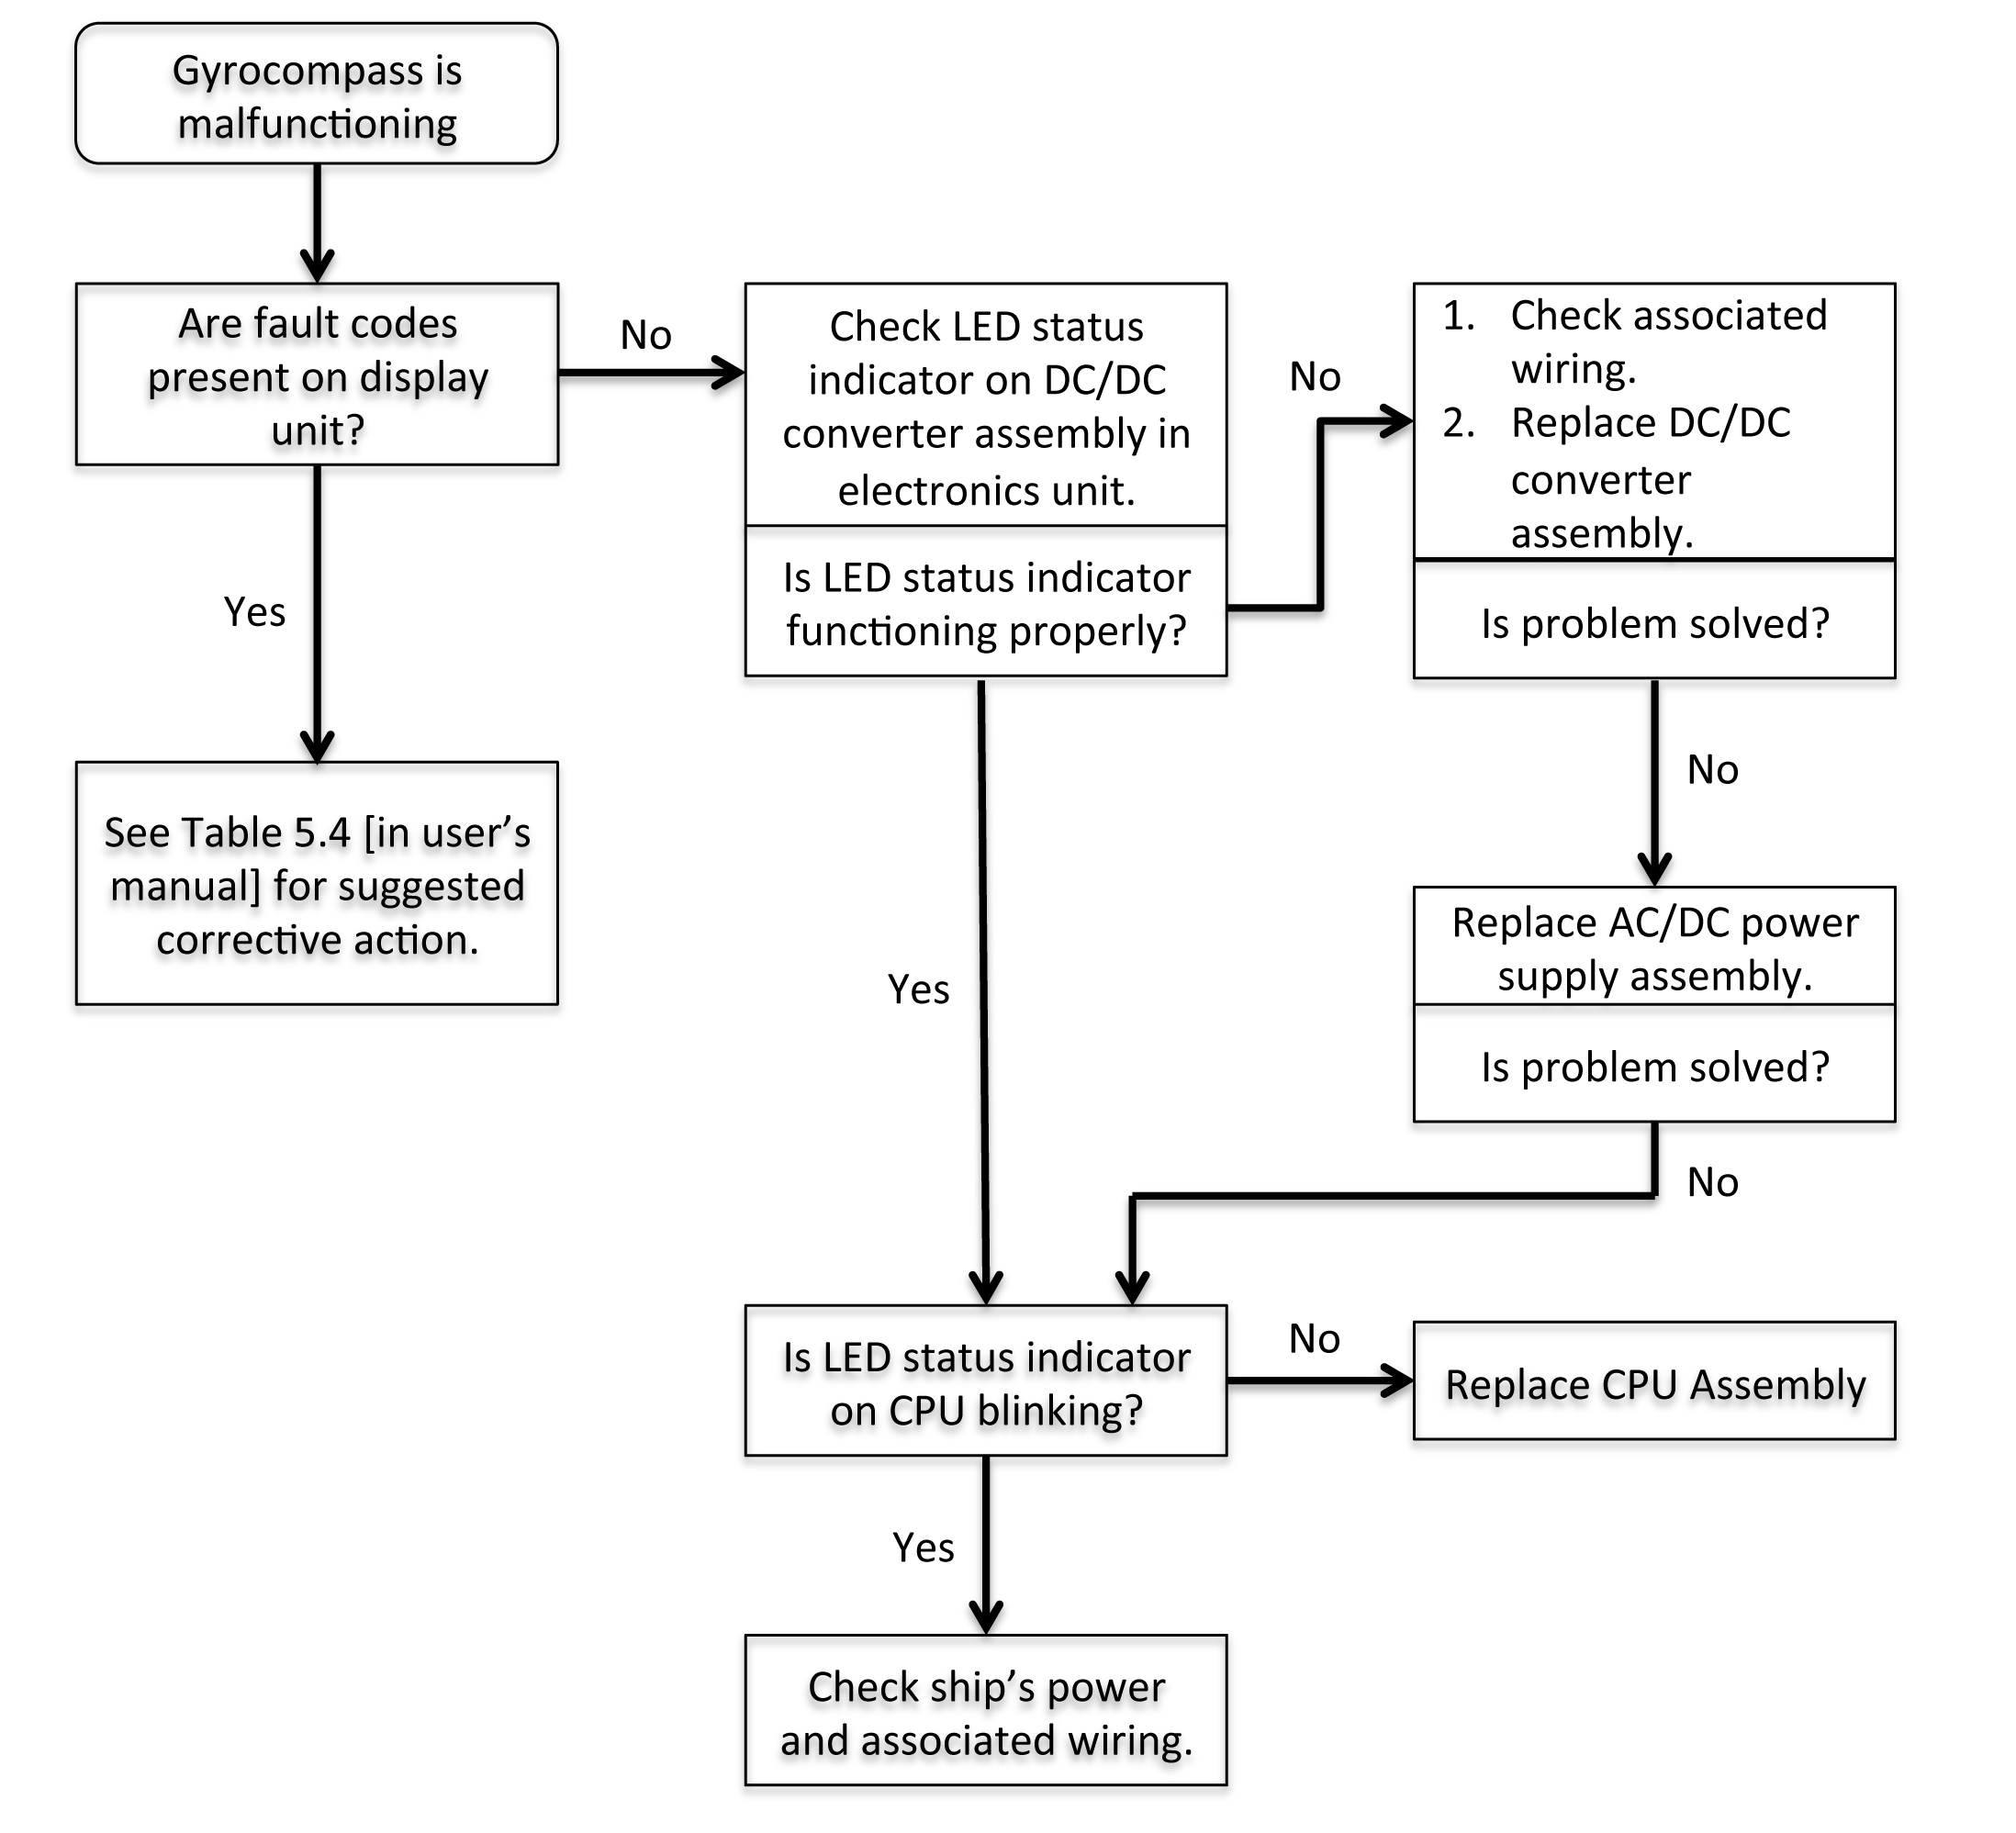 Gyrocompass is
malfunctioning
Are fault codes
present on display
unit?
No
Check LED status
indicator on DC/DC
converter assembly in
electronics unit.
Is LED status indicator
functioning properly?
No
1. Check associated
wiring.
2. Replace DC/DC
converter
assembly.
Is problem solved?
Yes
See Table 5.4 [in user’s
manual] for suggested
corrective action.
Yes
No
Replace AC/DC power
supply assembly.
Is problem solved?
No
Is LED status indicator
on CPU blinking?
No
Replace CPU Assembly
Yes
Check ship’s power
and associated wiring.